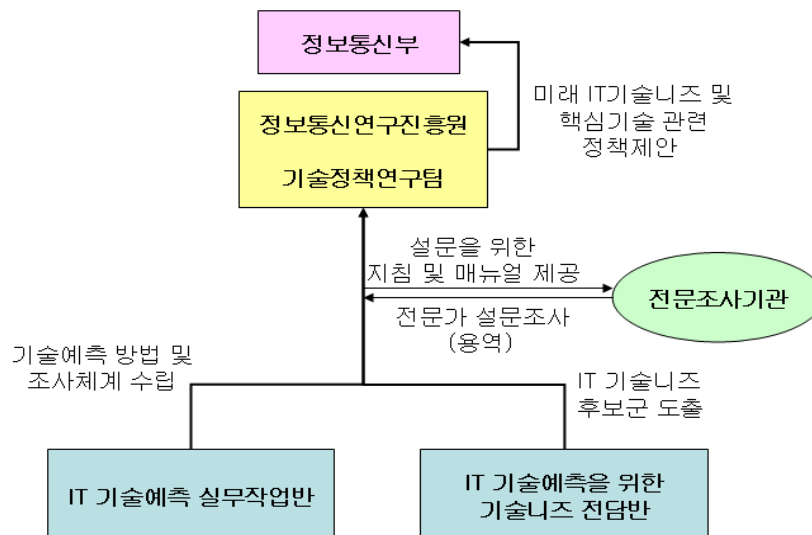 정보통신부
미래 IT기술니즈 및
핵심기술 관련
정책제안
정보통신연구진흥원
기술정책연구팀
설문을 위한
지침 및 매뉴얼 제공
전문조사기관
전문가 설문조사
(용역)
기술예측 방법 및
조사체계 수립
IT 기술니즈
후보군 도출
IT 기술예측 실무작업반
IT 기술예측을 위한
기술니즈 전담반